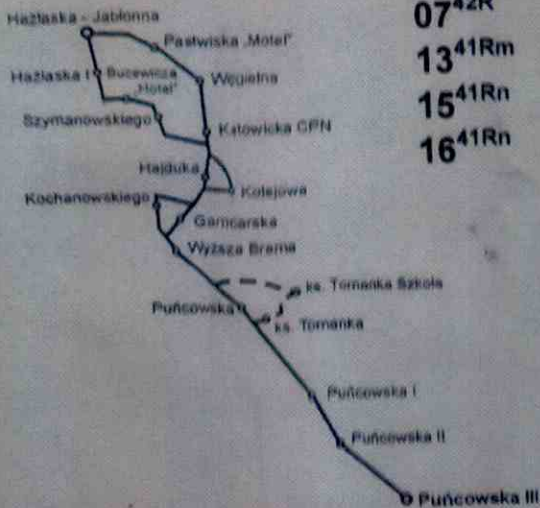 07⁴²ᴿ
Hażlaska - Jabłonna
13⁴¹ᴿᵐ
Pastwiska „Motel"
Hażlaska I
Bucewicza
„Hotel"
Węgielna
15⁴¹ᴿⁿ
Szymanowskiego
Katowicka CPN
16⁴¹ᴿⁿ
Hajduka
Kolejowa
Kochanowskiego
Garncarska
Wyższa Brama
ks. Tomanka Szkoła
Puńcowska
ks. Tomanka
Puńcowska I
Puńcowska II
Puńcowska III